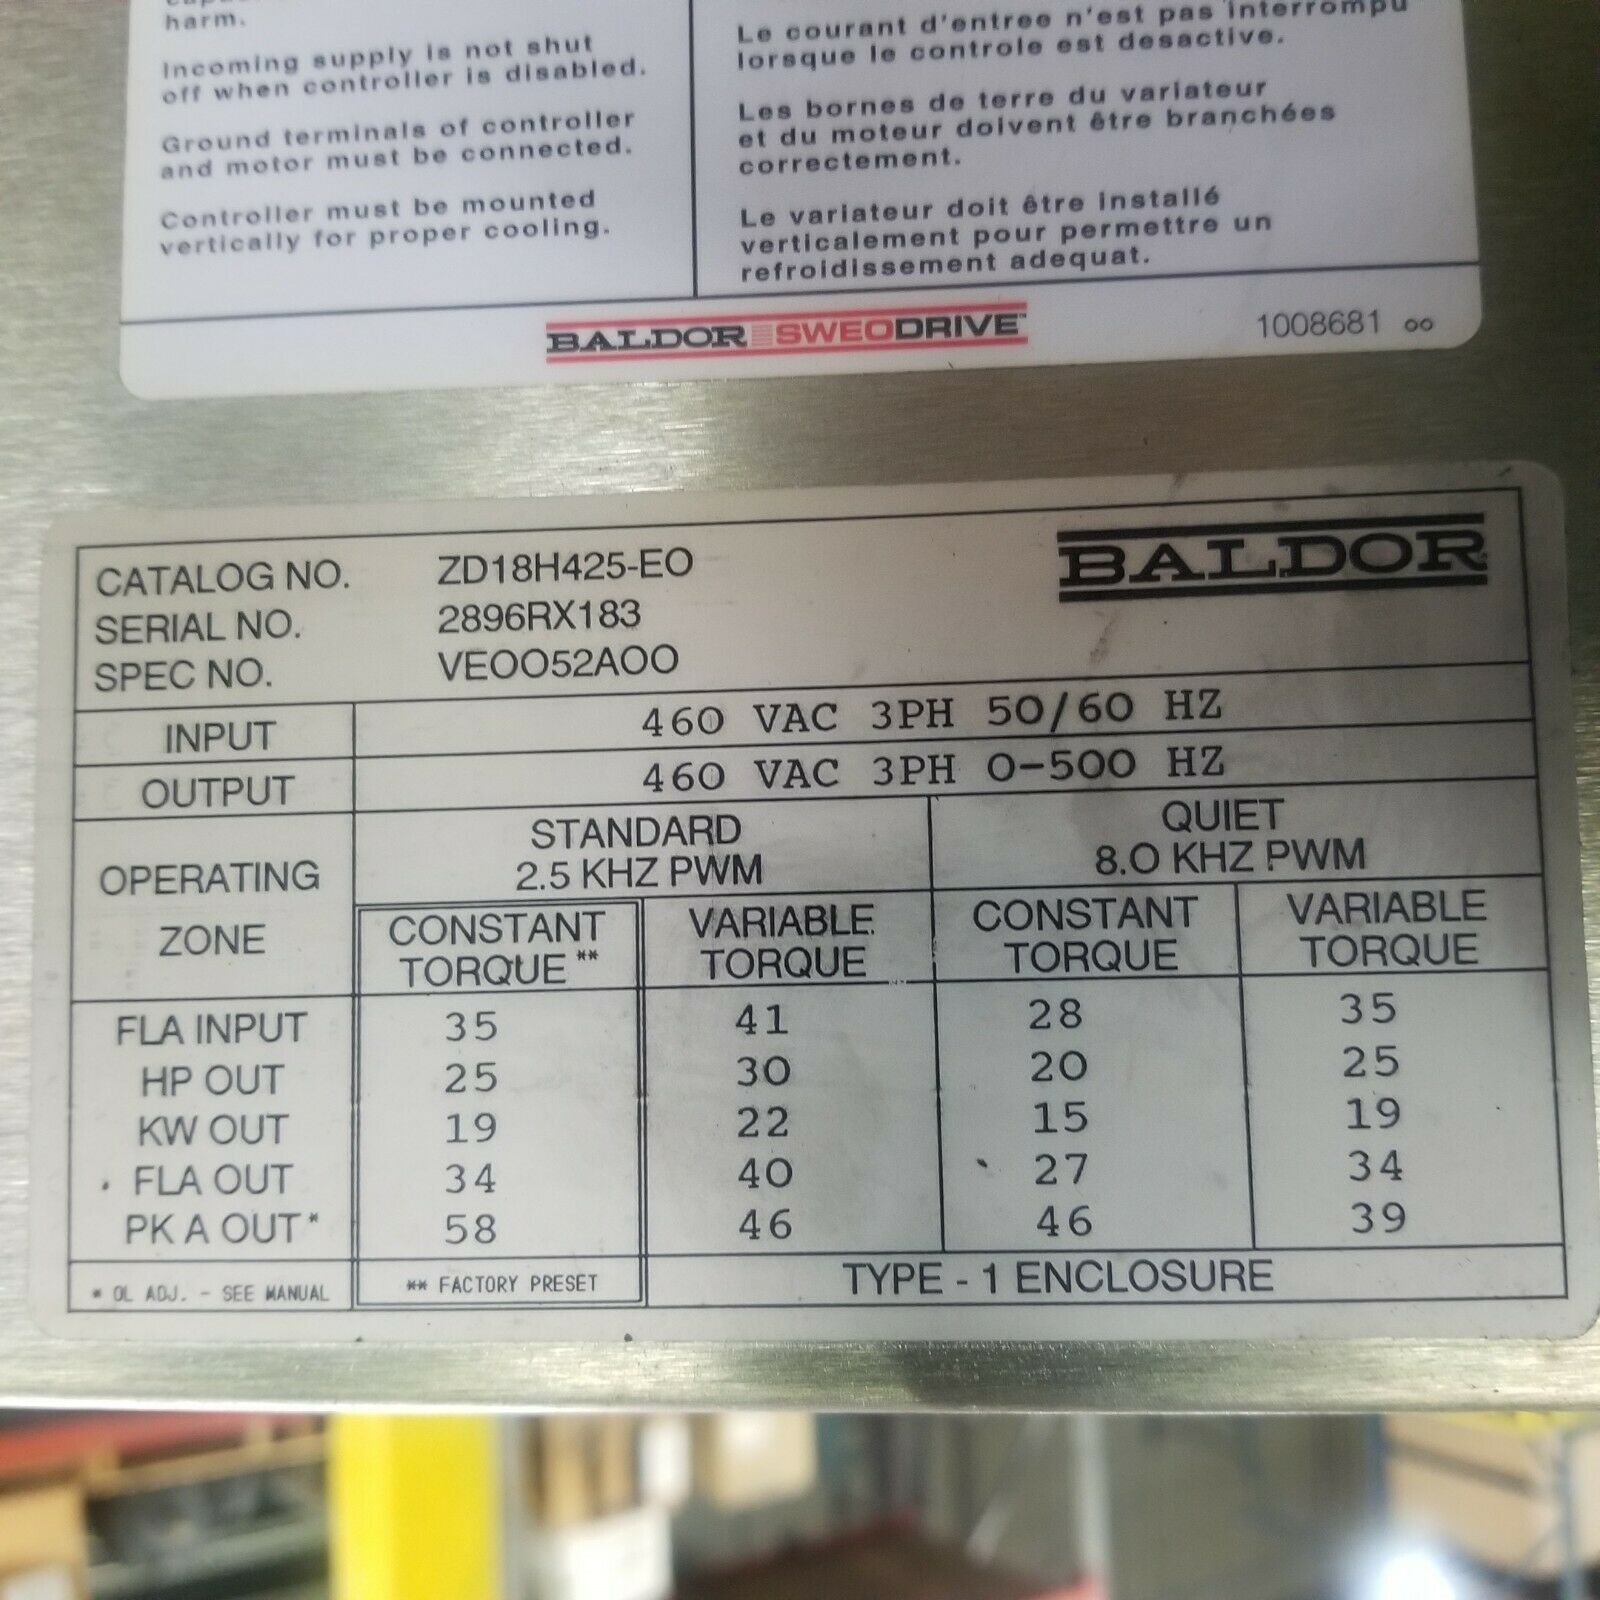 harm.
Incoming supply is not shut
off when controller is disabled.
Ground terminals of controller
and motor must be connected.
Controller must be mounted
vertically for proper cooling.
Le courant d'entree n'est pas interrompu
lorsque le controle est desactive.
Les bornes de terre du variateur
et du moteur doivent être branchées
correctement.
Le variateur doit être installé
verticalement pour permettre un
refroidissement adequat.
BALDOR SWEODRIVE™ 1008681 00
CATALOG NO. ZD18H425-EO BALDOR
SERIAL NO. 2896RX183
SPEC NO. VE0052A00
INPUT 460 VAC 3PH 50/60 HZ
OUTPUT 460 VAC 3PH 0-500 HZ
OPERATING ZONE
STANDARD QUIET
2.5 KHZ PWM 8.0 KHZ PWM
CONSTANT VARIABLE CONSTANT VARIABLE
TORQUE** TORQUE TORQUE TORQUE
FLA INPUT 35 41 28 35
HP OUT 25 30 20 25
KW OUT 19 22 15 19
FLA OUT 34 40 27 34
PK A OUT* 58 46 46 39
* OL ADJ. - SEE MANUAL ** FACTORY PRESET TYPE - 1 ENCLOSURE